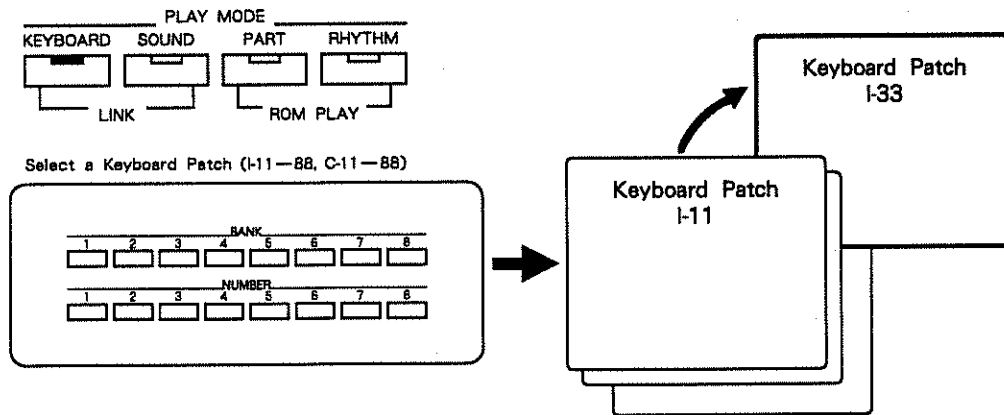 PLAY MODE
KEYBOARD SOUND PART RHYTHM
LINK ROM PLAY
Select a Keyboard Patch (I-11—88, C-11—88)
BANK
1 2 3 4 5 6 7 8
NUMBER
1 2 3 4 5 6 7 8
Keyboard Patch
I-11
Keyboard Patch
I-33